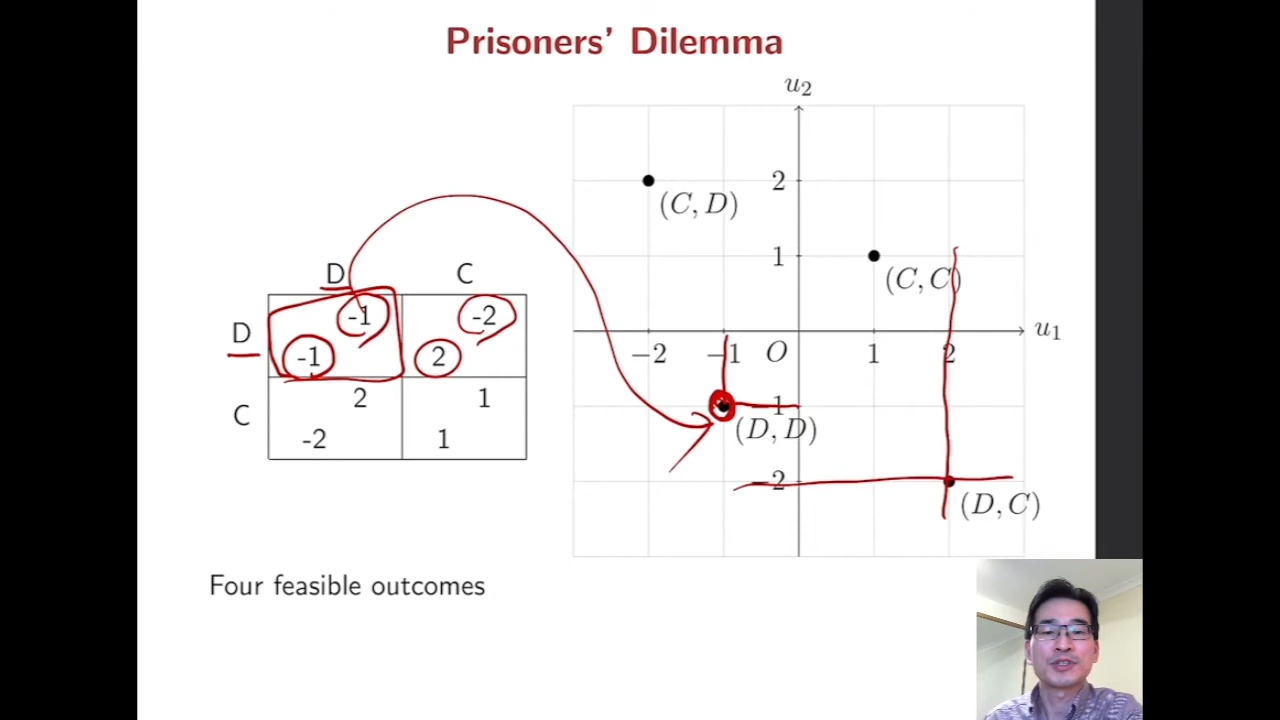 Prisoners' Dilemma
u₂
2
(C, D)
1
(C, C)
−2 −1 O 1 2 u₁
−1
(D, D)
−2
(D, C)
D C
D -1 -2
-1 2
C 2 1
-2 1
Four feasible outcomes